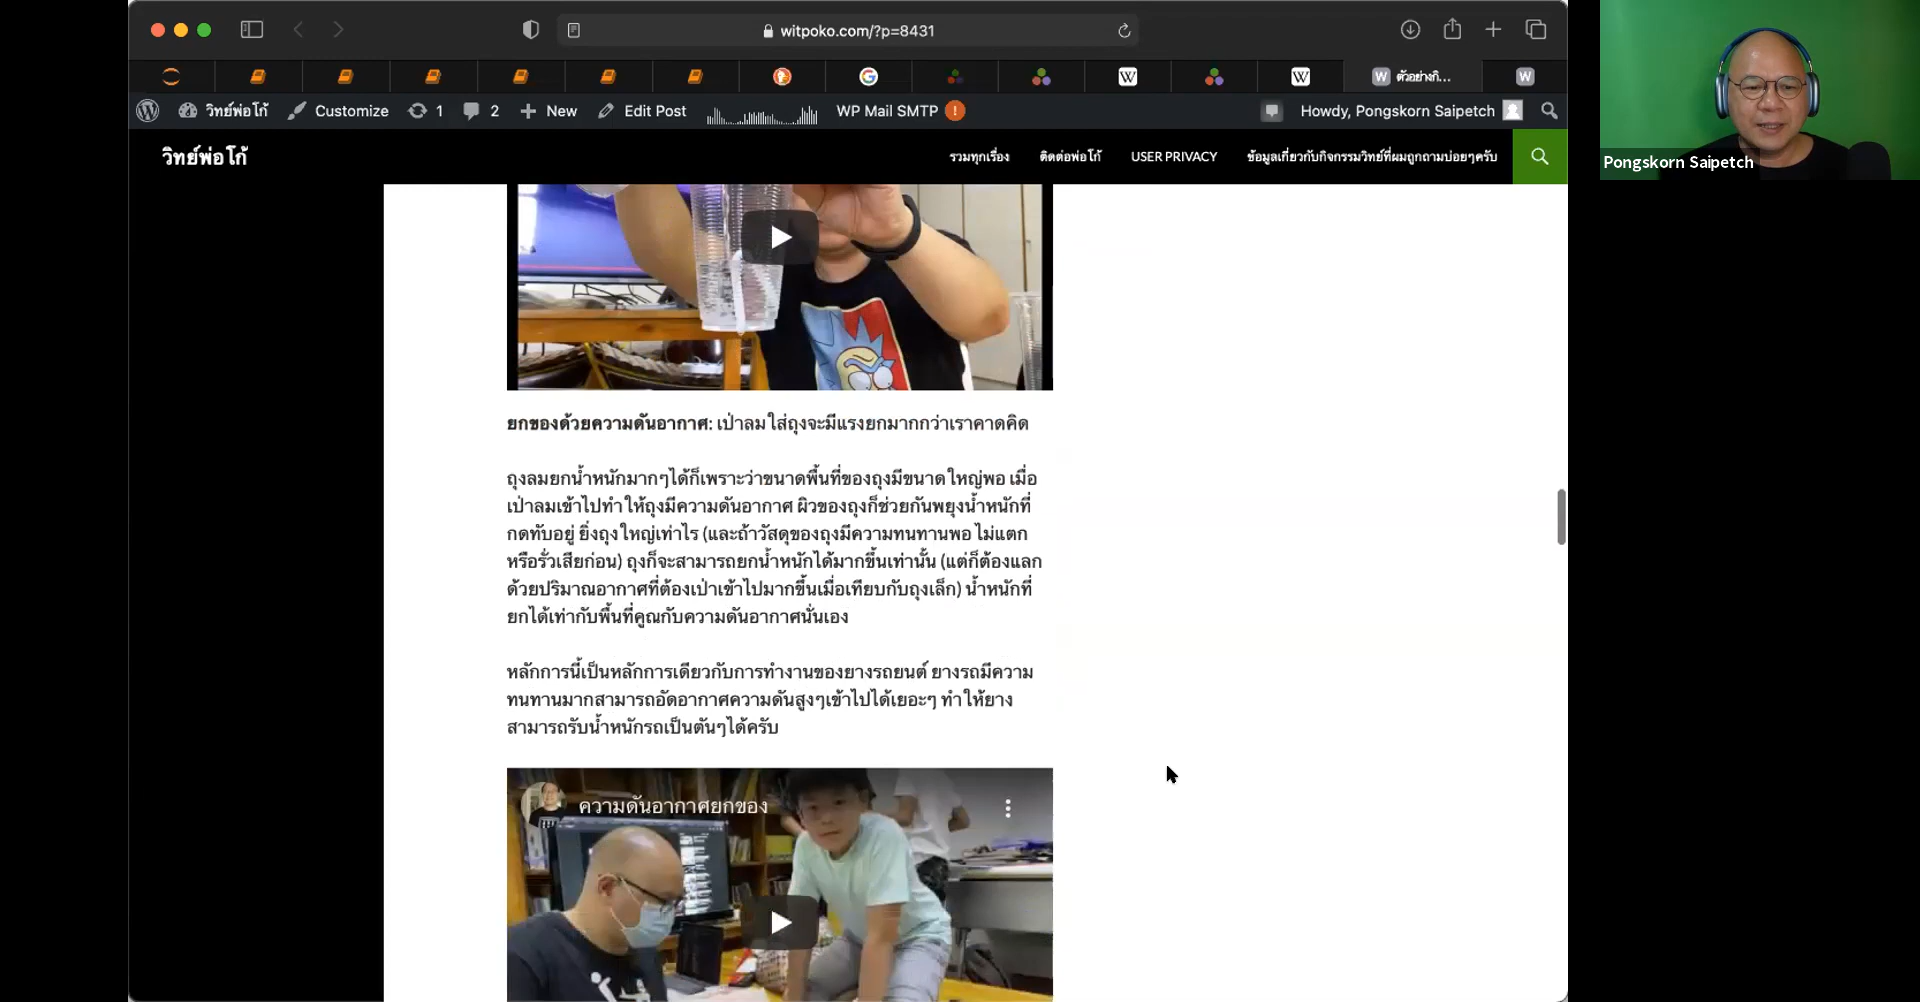 witpoko.com/?p=8431
ตัวอย่างกิ...
วิทย์พ่อโก้ Customize 1 2 New Edit Post WP Mail SMTP ! Howdy, Pongskorn Saipetch
วิทย์พ่อโก้ รวมทุกเรื่อง ติดต่อพ่อโก้ USER PRIVACY ข้อมูลเกี่ยวกับกิจกรรมวิทย์ที่ผมถูกถามบ่อยๆครับ
Pongskorn Saipetch
ยกของด้วยความดันอากาศ: เป่าลมใส่ถุงจะมีแรงยกมากกว่าเราคาดคิด
ถุงลมยกน้ำหนักมากๆได้ก็เพราะว่าขนาดพื้นที่ของถุงมีขนาดใหญ่พอ เมื่อ
เป่าลมเข้าไปทำให้ถุงมีความดันอากาศ ผิวของถุงก็ช่วยกันพยุงน้ำหนักที่
กดทับอยู่ ยิ่งถุงใหญ่เท่าไร (และถ้าวัสดุของถุงมีความทนทานพอ ไม่แตก
หรือรั่วเสียก่อน) ถุงก็จะสามารถยกน้ำหนักได้มากขึ้นเท่านั้น (แต่ก็ต้องแลก
ด้วยปริมาณอากาศที่ต้องเป่าเข้าไปมากขึ้นเมื่อเทียบกับถุงเล็ก) น้ำหนักที่
ยกได้เท่ากับพื้นที่คูณกับความดันอากาศนั่นเอง
หลักการนี้เป็นหลักการเดียวกับการทำงานของยางรถยนต์ ยางรถมีความ
ทนทานมากสามารถอัดอากาศความดันสูงๆเข้าไปได้เยอะๆ ทำให้ยาง
สามารถรับน้ำหนักรถเป็นตันๆได้ครับ
ความดันอากาศยกของ